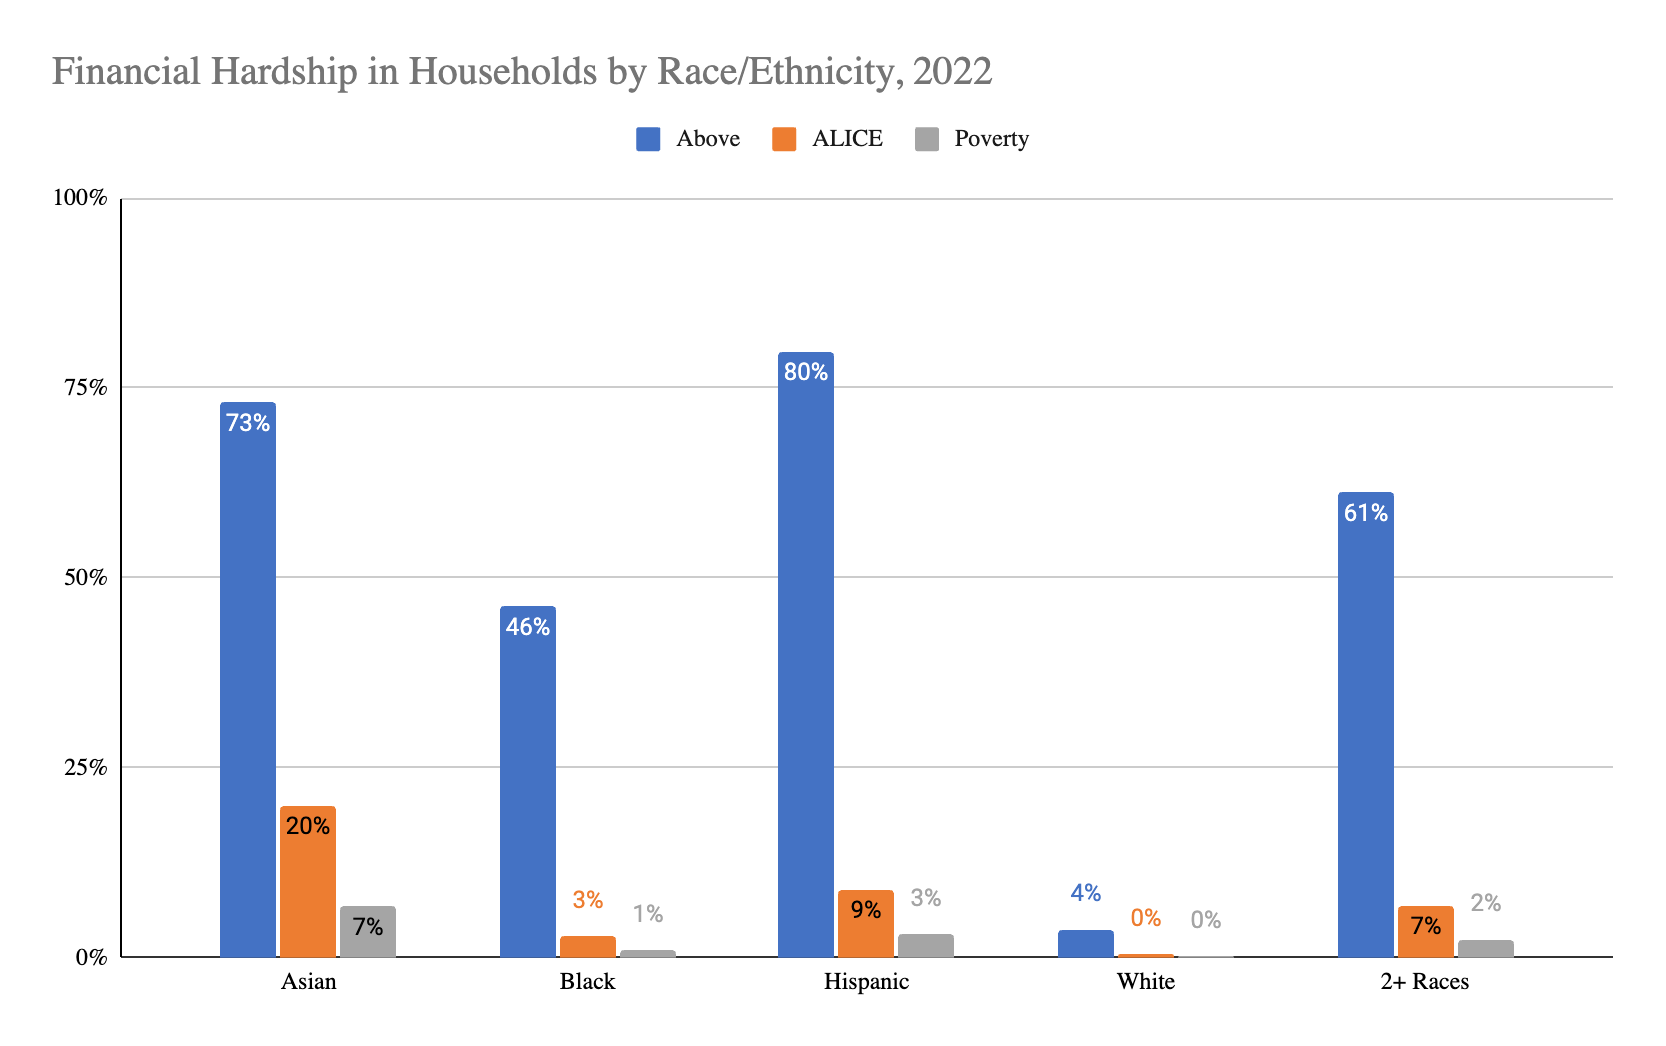 Financial Hardship in Households by Race/Ethnicity, 2022
Above ALICE Poverty
100%
75%
50%
25%
0%
73% 20% 7%
46% 3% 1%
80% 9% 3%
4% 0% 0%
61% 7% 2%
Asian Black Hispanic White 2+ Races